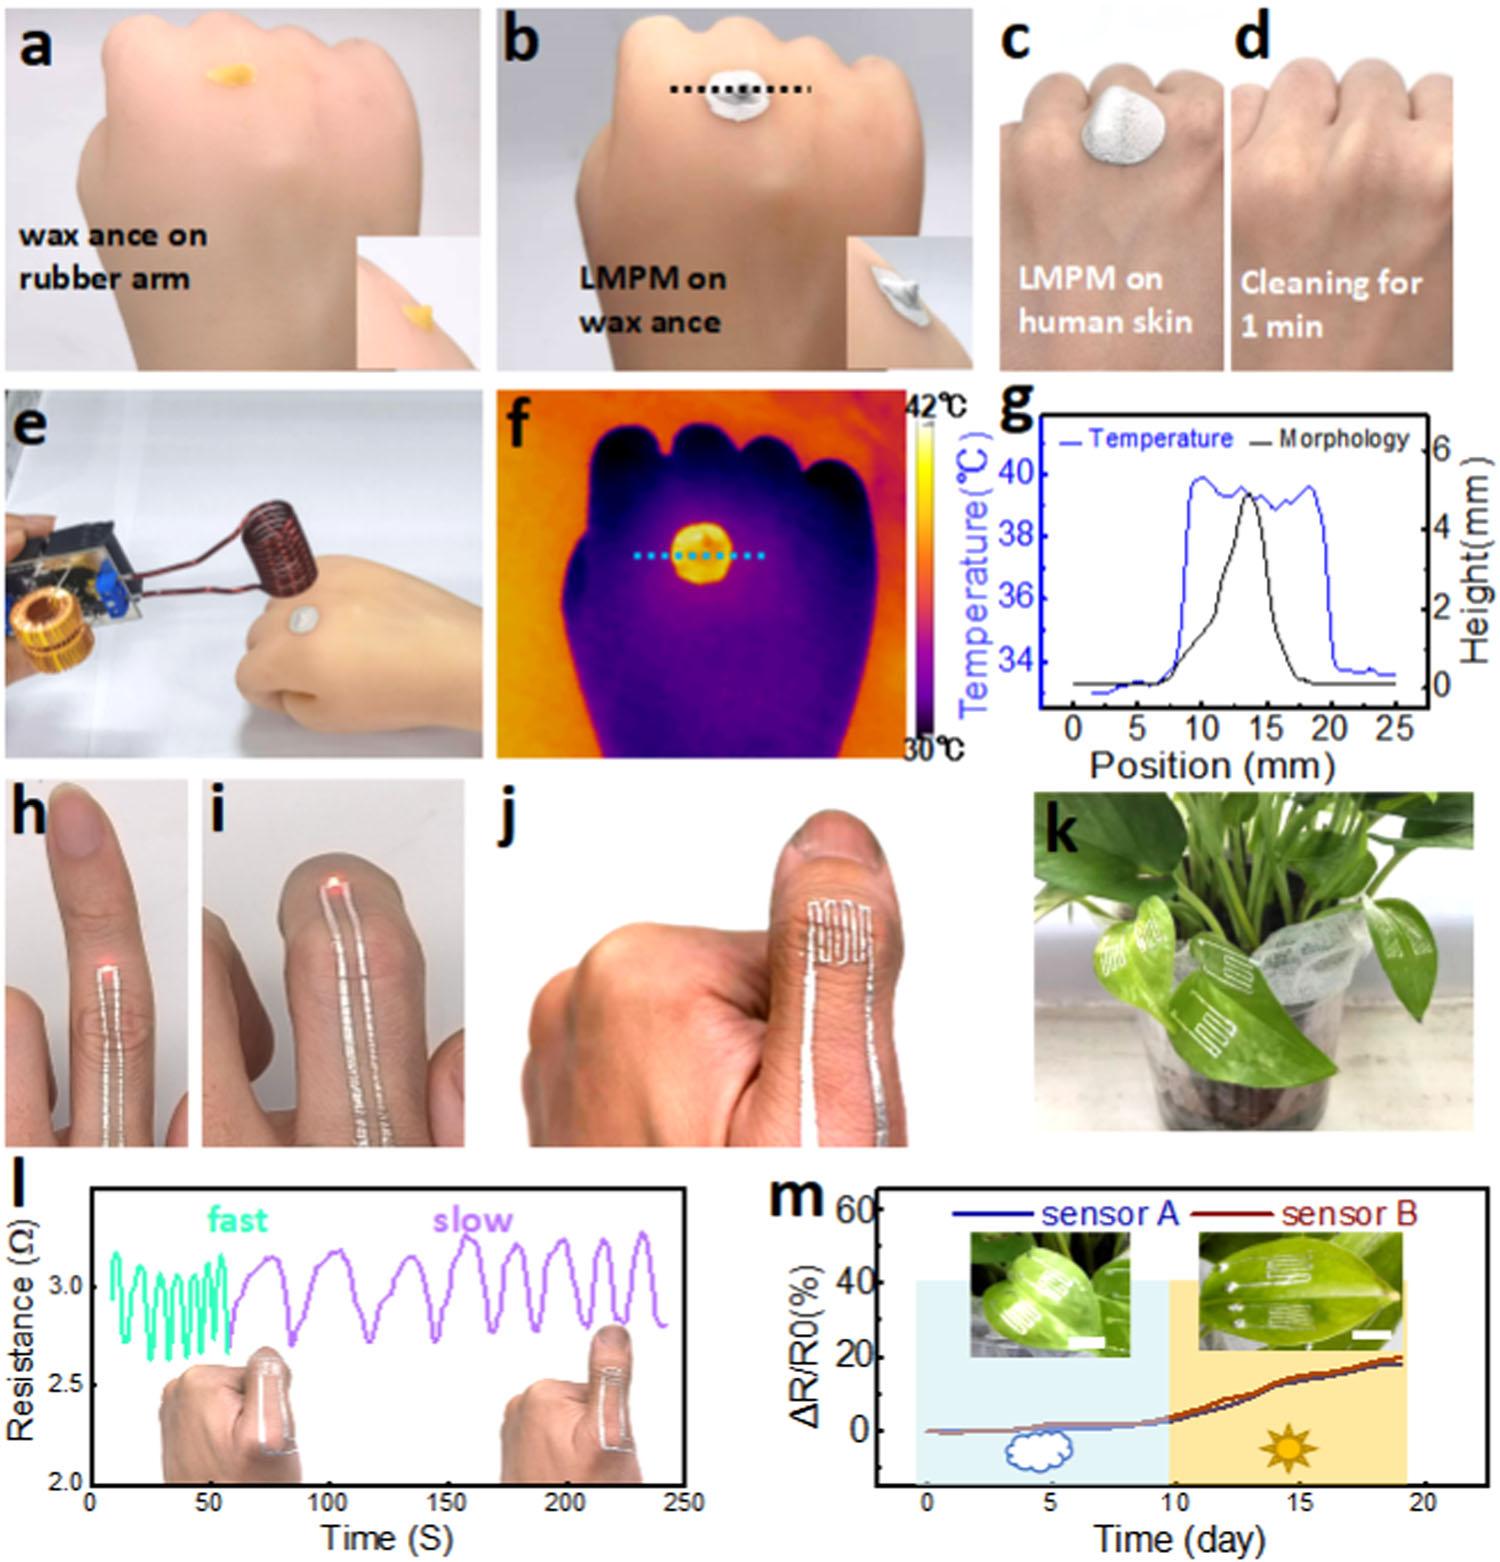 a
wax ance on
rubber arm
b
LMPM on
wax ance
c
LMPM on
human skin
d
Cleaning for
1 min
e
f
42℃
30℃
g
Temperature
Morphology
Temperature(℃)
40
38
36
34
6
4
2
0
Height(mm)
0 5 10 15 20 25
Position (mm)
h
i
j
k
l
fast
slow
Resistance (Ω)
3.0
2.5
2.0
0 50 100 150 200 250
Time (S)
m
sensor A
sensor B
ΔR/R0(%)
60
40
20
0
0 5 10 15 20
Time (day)